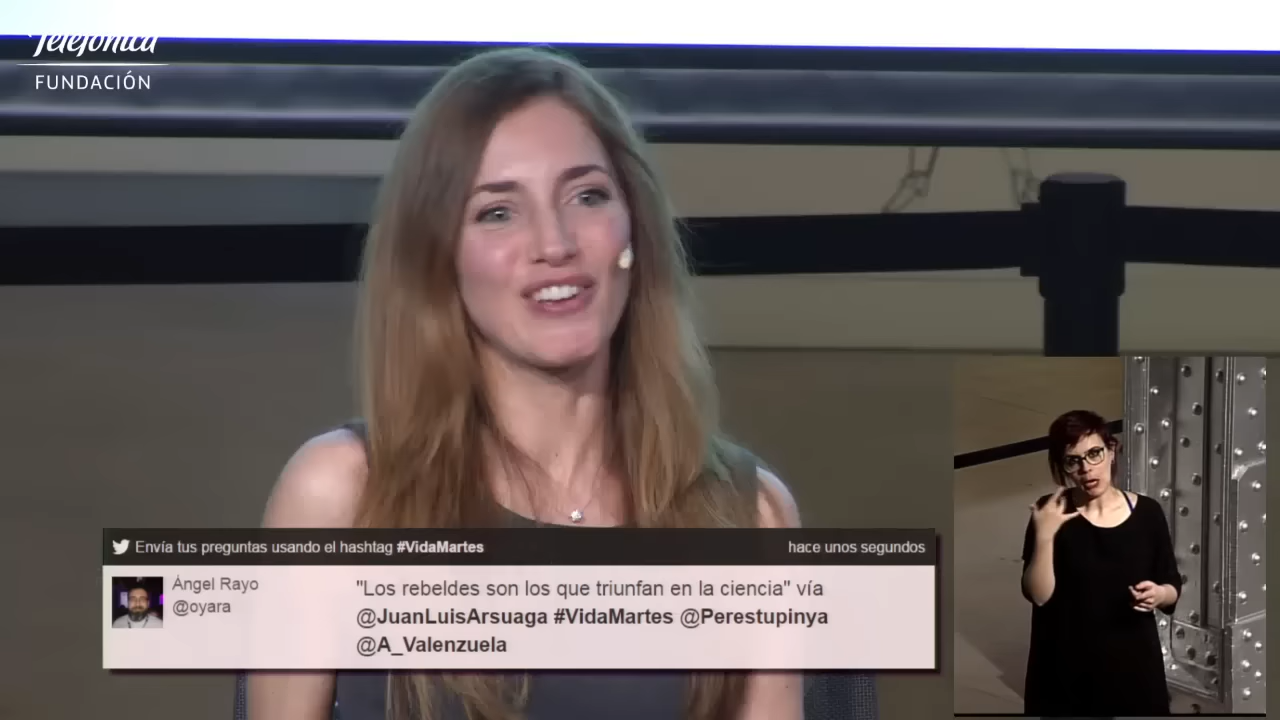 Telefónica
FUNDACIÓN
Envía tus preguntas usando el hashtag #VidaMartes
hace unos segundos
Ángel Rayo
@oyara
"Los rebeldes son los que triunfan en la ciencia" vía
@JuanLuisArsuaga #VidaMartes @Perestupinya
@A_Valenzuela